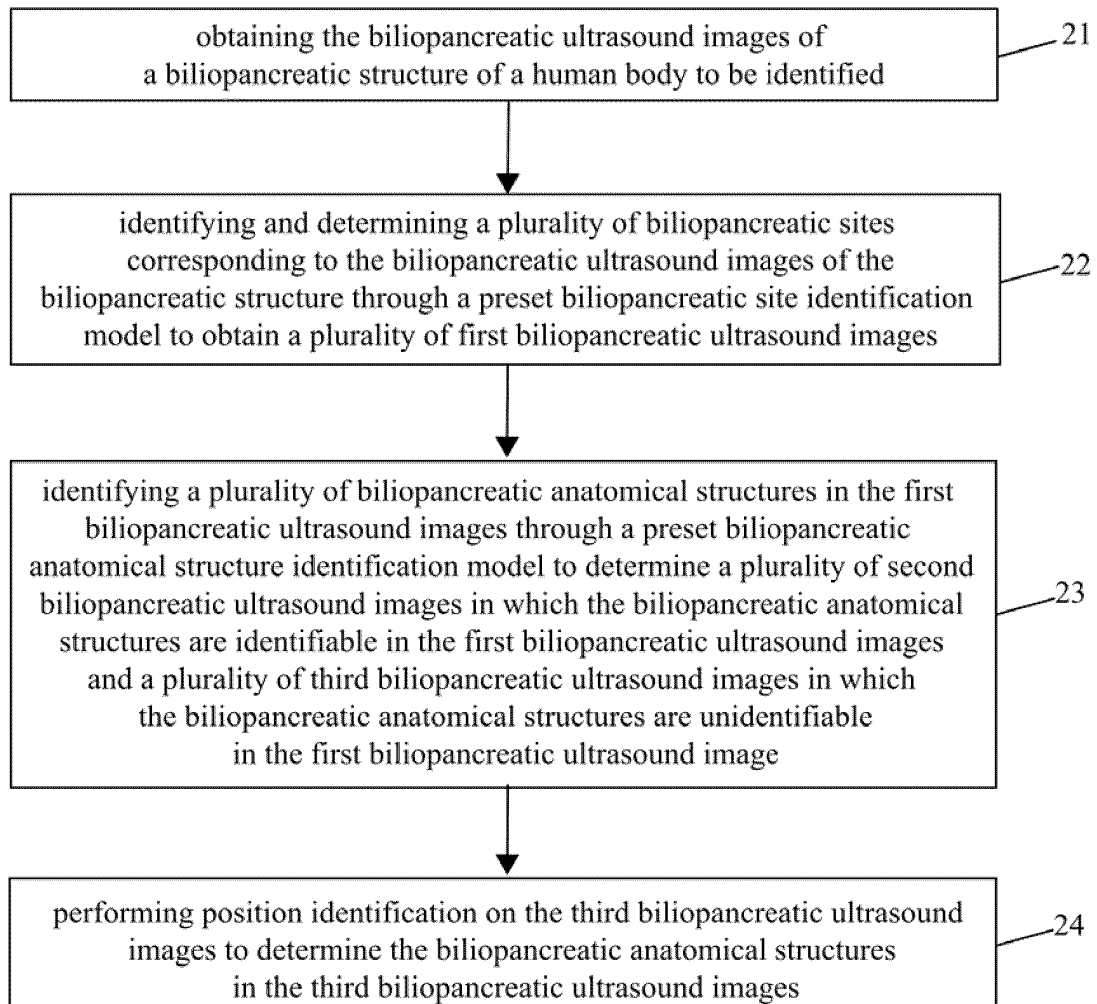 obtaining the biliopancreatic ultrasound images of
a biliopancreatic structure of a human body to be identified
21
identifying and determining a plurality of biliopancreatic sites
corresponding to the biliopancreatic ultrasound images of the
biliopancreatic structure through a preset biliopancreatic site identification
model to obtain a plurality of first biliopancreatic ultrasound images
22
identifying a plurality of biliopancreatic anatomical structures in the first
biliopancreatic ultrasound images through a preset biliopancreatic
anatomical structure identification model to determine a plurality of second
biliopancreatic ultrasound images in which the biliopancreatic anatomical
structures are identifiable in the first biliopancreatic ultrasound images
and a plurality of third biliopancreatic ultrasound images in which
the biliopancreatic anatomical structures are unidentifiable
in the first biliopancreatic ultrasound image
23
performing position identification on the third biliopancreatic ultrasound
images to determine the biliopancreatic anatomical structures
in the third biliopancreatic ultrasound images
24